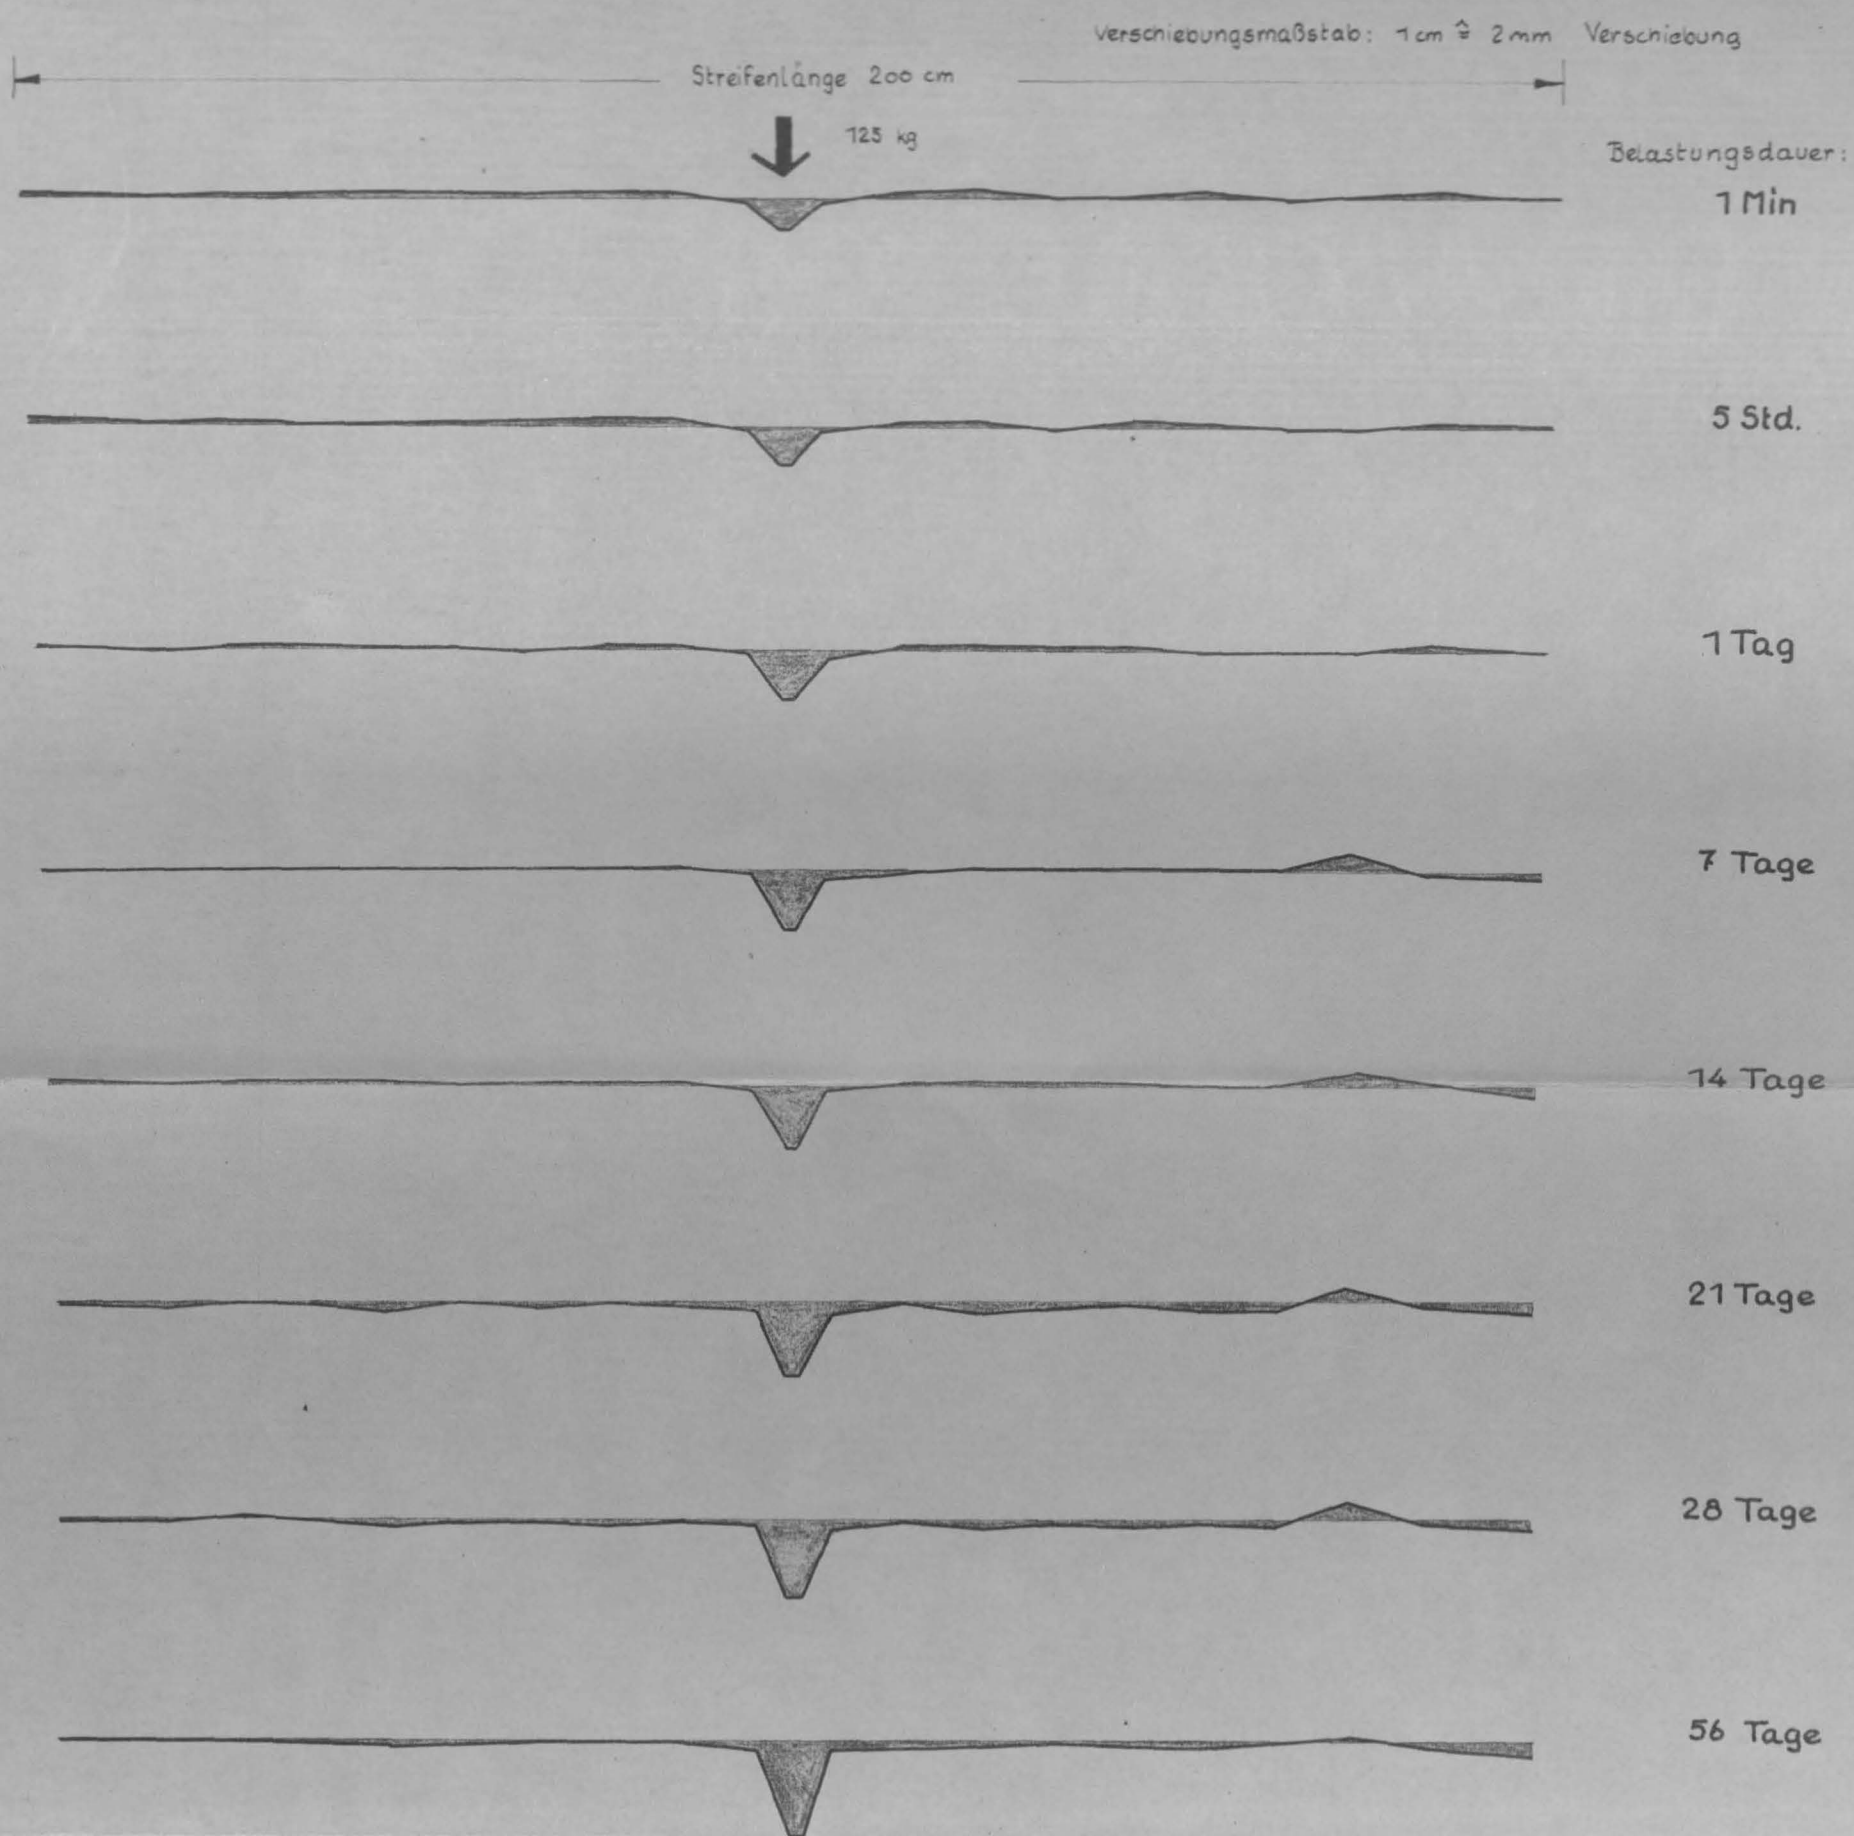 Verschiebungsmaßstab: 1 cm ≙ 2 mm Verschiebung
Streifenlänge 200 cm
125 kg
Belastungsdauer:
1 Min
5 Std.
1 Tag
7 Tage
14 Tage
21 Tage
28 Tage
56 Tage